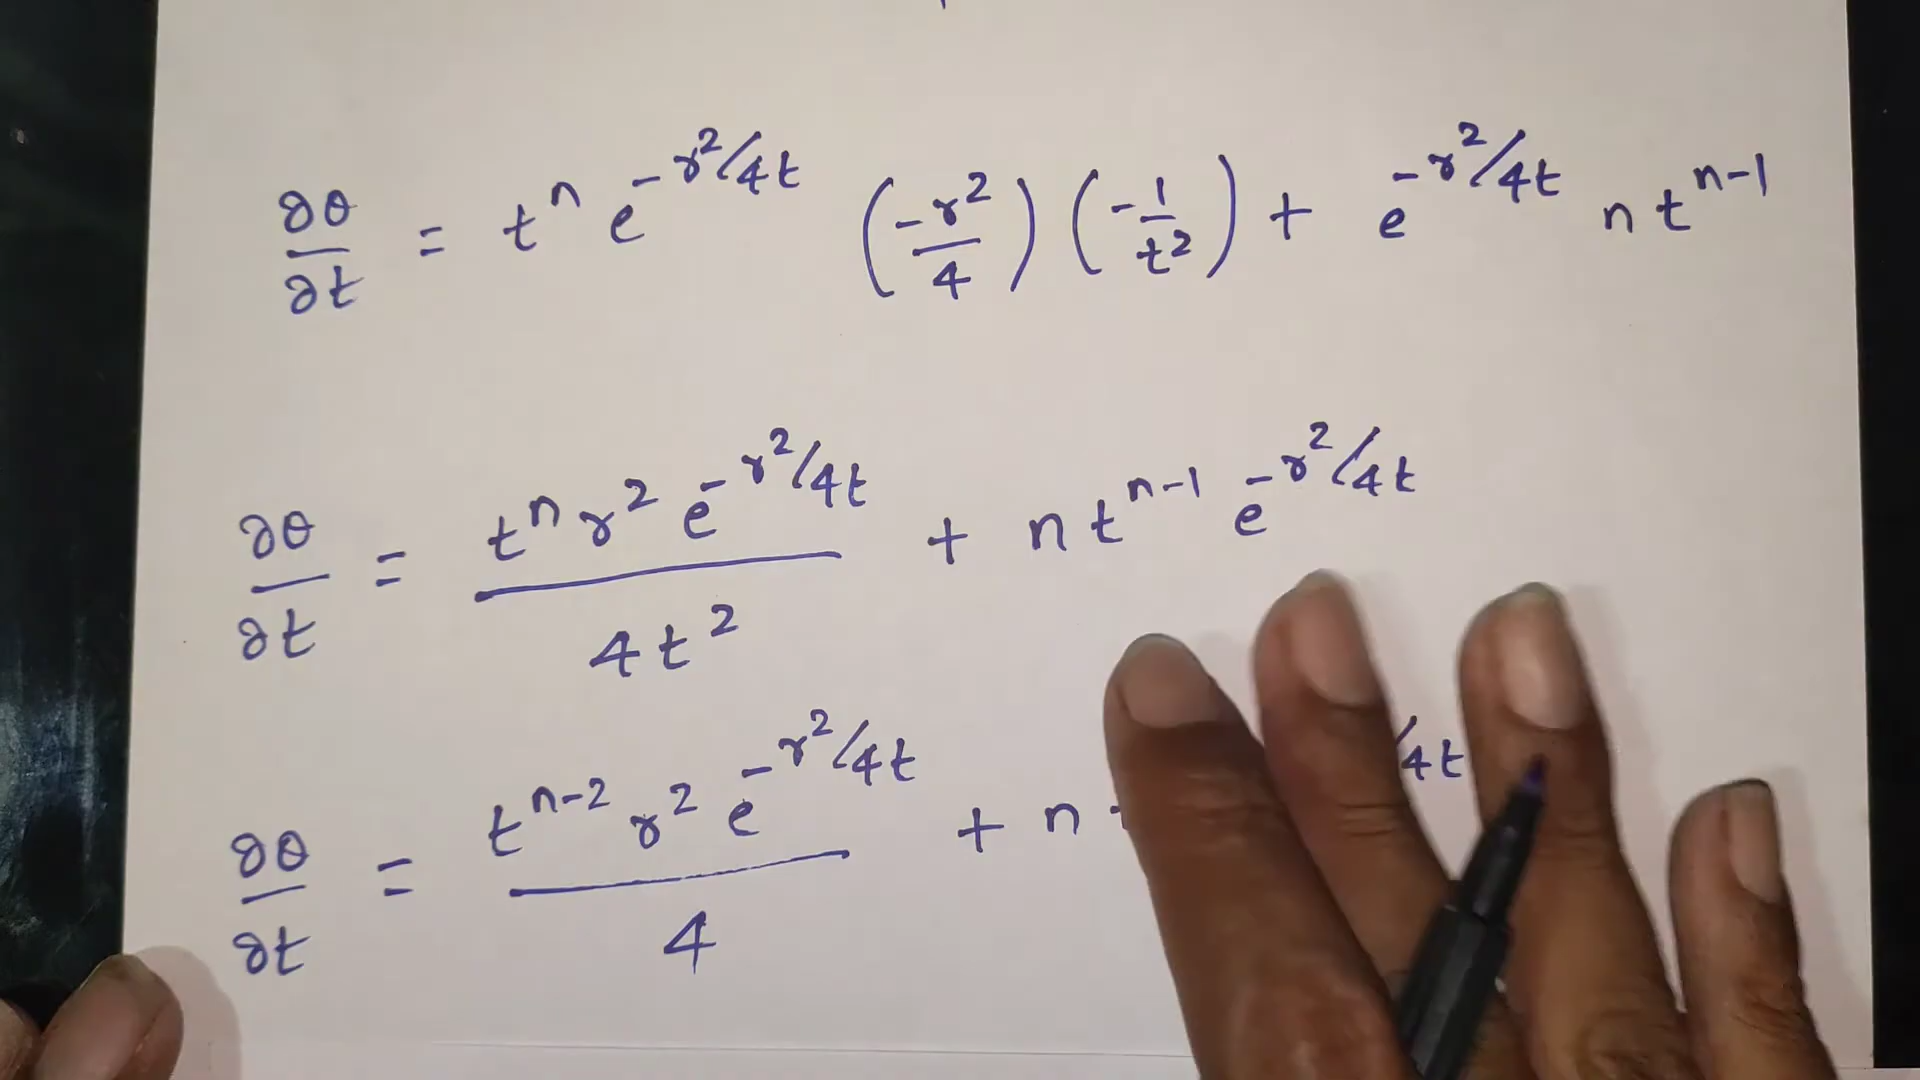 ∂θ/∂t = t^n e^(-r²/4t) (-r²/4) (-1/t²) + e^(-r²/4t) n t^(n-1)
∂θ/∂t = t^n r² e^(-r²/4t) / 4t² + n t^(n-1) e^(-r²/4t)
∂θ/∂t = t^(n-2) r² e^(-r²/4t) / 4 + n /4t